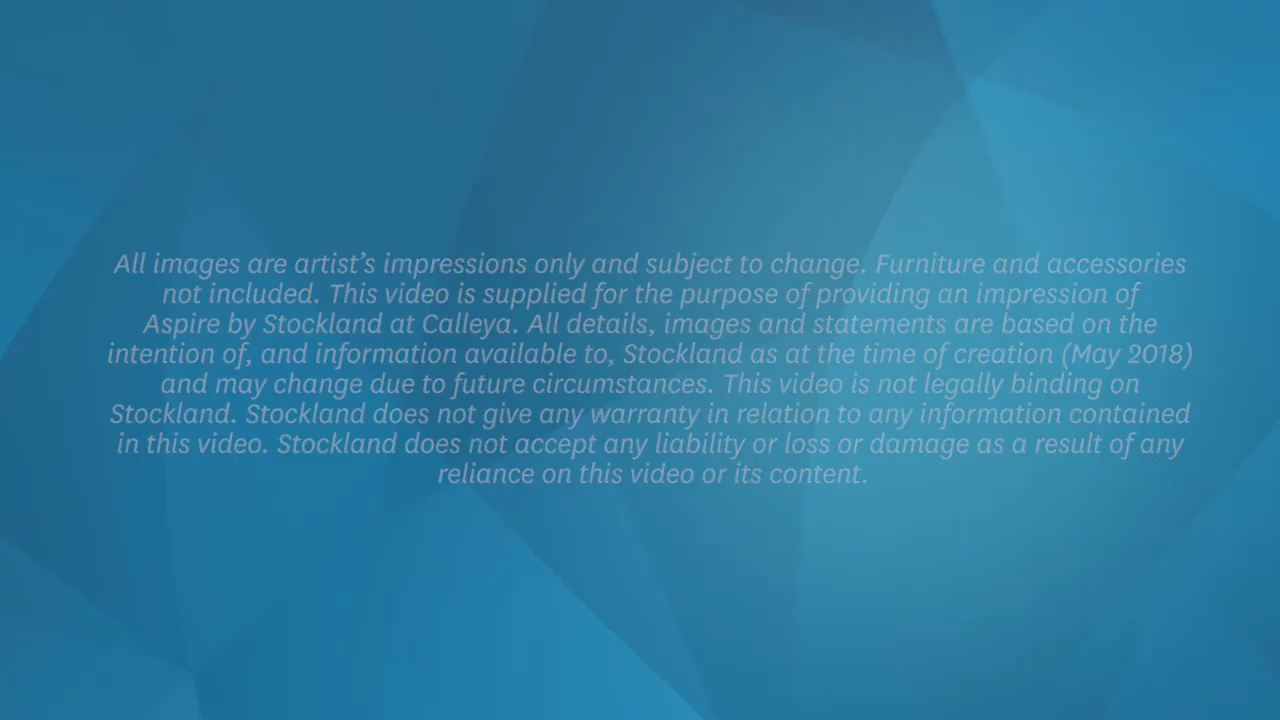 All images are artist’s impressions only and subject to change. Furniture and accessories
not included. This video is supplied for the purpose of providing an impression of
Aspire by Stockland at Calleya. All details, images and statements are based on the
intention of, and information available to, Stockland as at the time of creation (May 2018)
and may change due to future circumstances. This video is not legally binding on
Stockland. Stockland does not give any warranty in relation to any information contained
in this video. Stockland does not accept any liability or loss or damage as a result of any
reliance on this video or its content.